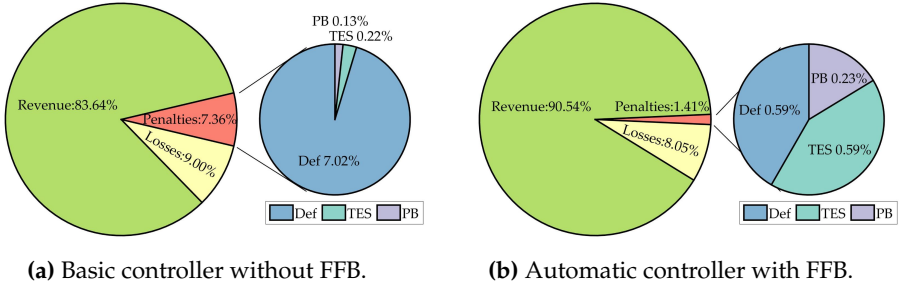 PB 0.13%
TES 0.22%
Revenue:83.64%
Penalties:7.36%
Losses:9.00%
Def 7.02%
Def TES PB
(a) Basic controller without FFB.
Revenue:90.54%
Penalties:1.41%
Losses:8.05%
PB 0.23%
Def 0.59%
TES 0.59%
Def TES PB
(b) Automatic controller with FFB.